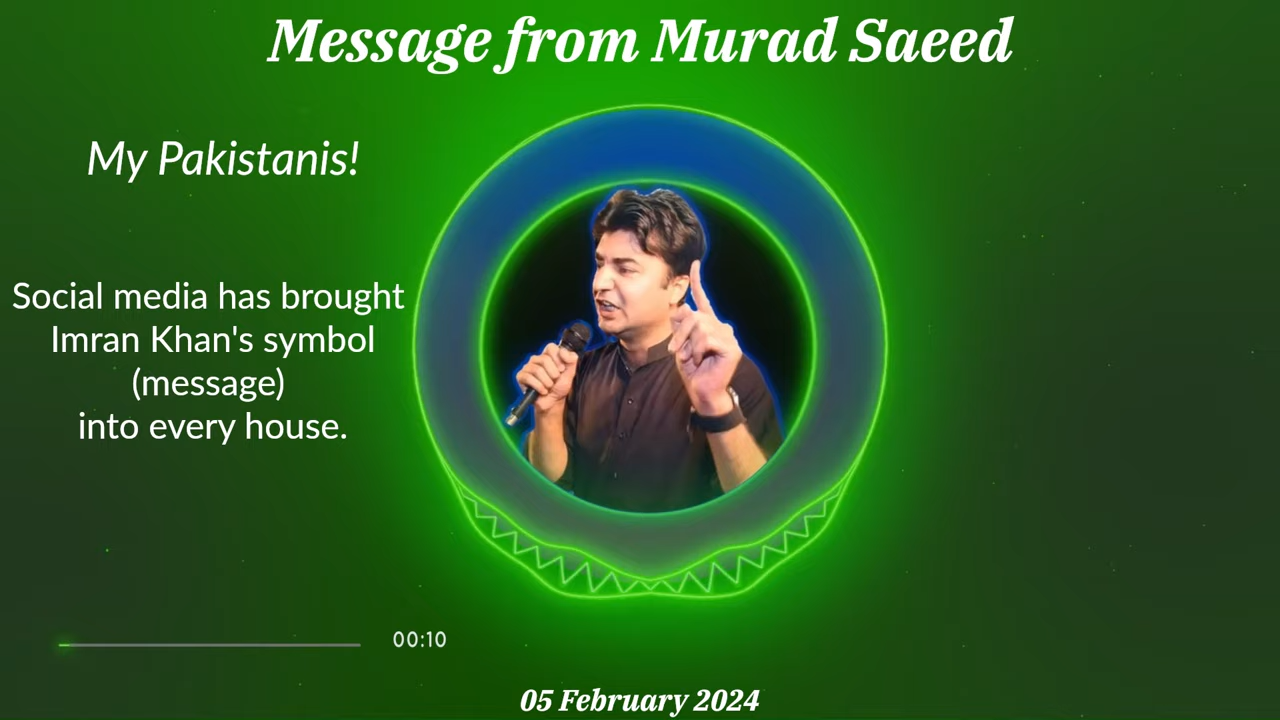 Message from Murad Saeed
My Pakistanis!
Social media has brought
Imran Khan's symbol
(message)
into every house.
00:10
05 February 2024